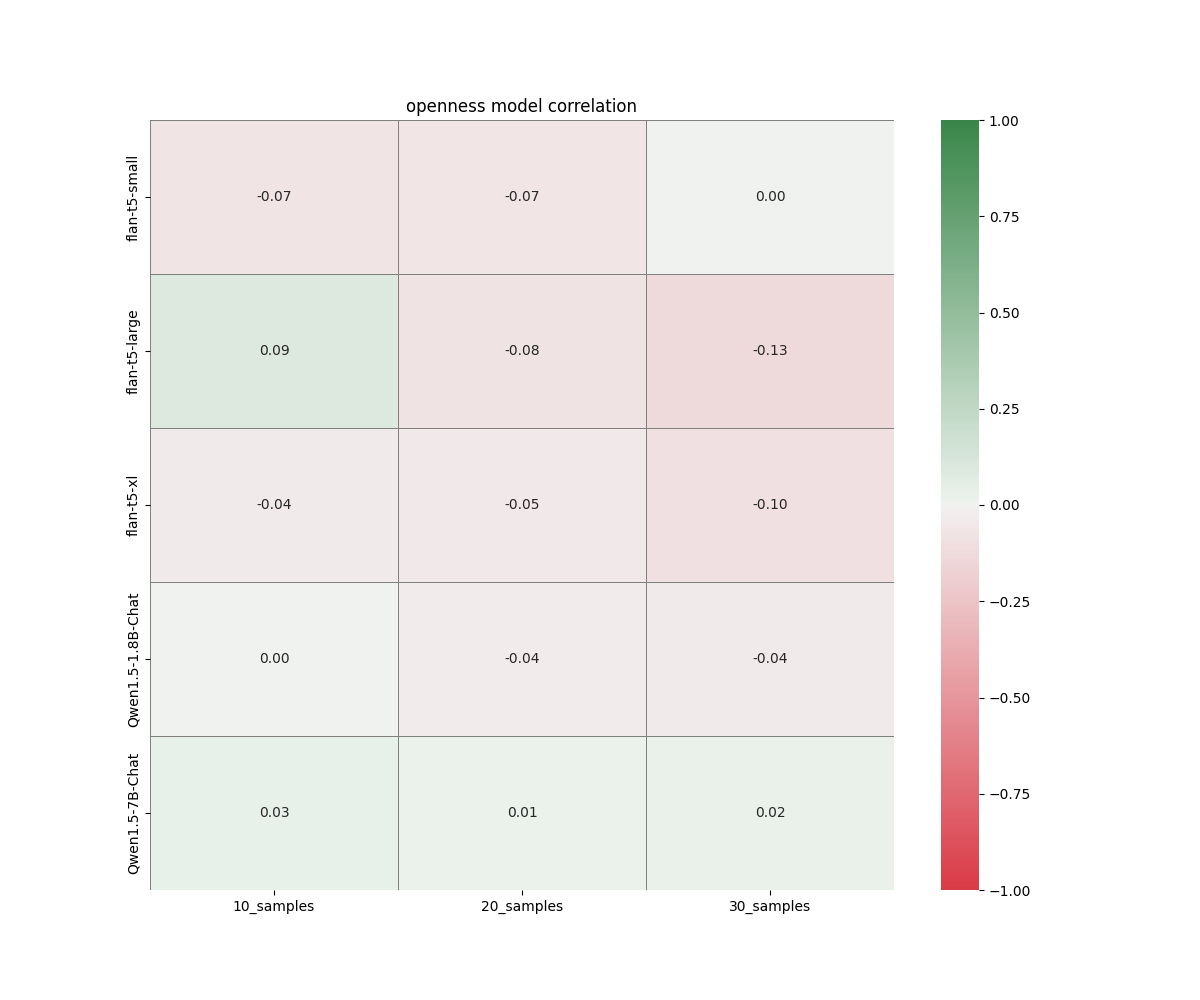 openness model correlation
flan-t5-small
-0.07
-0.07
0.00
flan-t5-large
0.09
-0.08
-0.13
flan-t5-xl
-0.04
-0.05
-0.10
Qwen1.5-1.8B-Chat
0.00
-0.04
-0.04
Qwen1.5-7B-Chat
0.03
0.01
0.02
10_samples
20_samples
30_samples
1.00
0.75
0.50
0.25
0.00
−0.25
−0.50
−0.75
−1.00